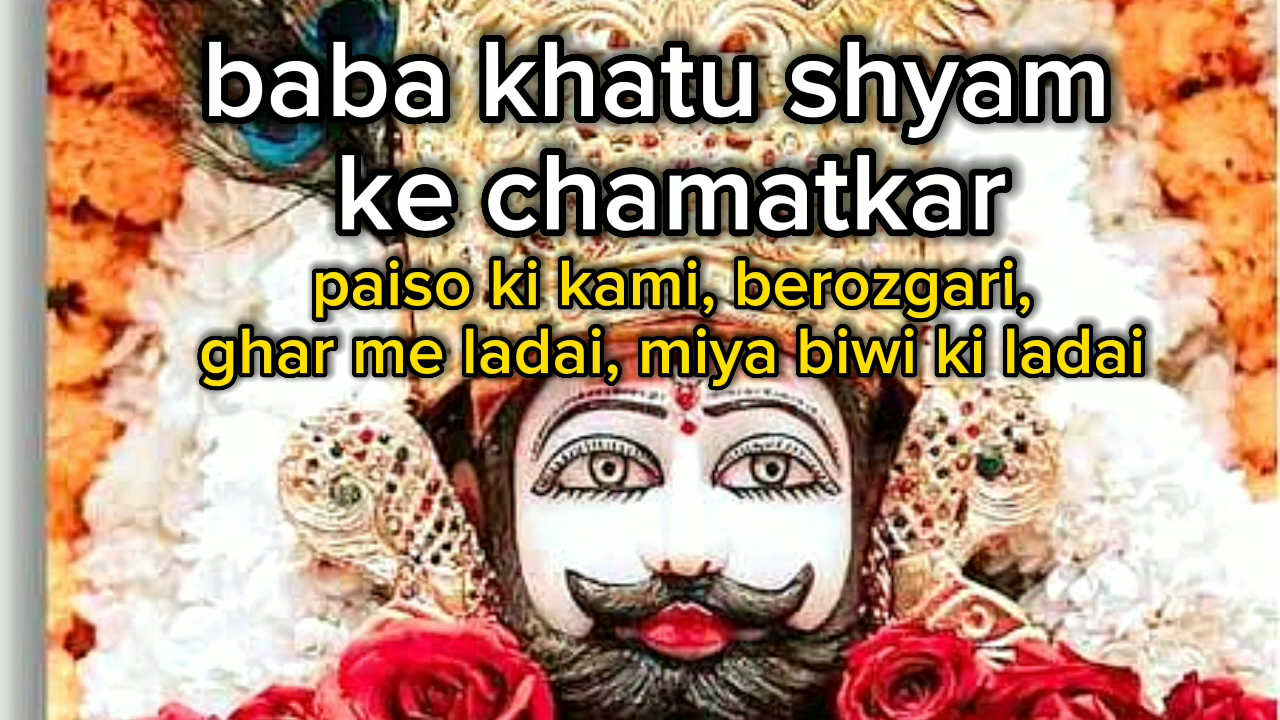 baba khatu shyam
ke chamatkar
paiso ki kami, berozgari,
ghar me ladai, miya biwi ki ladai